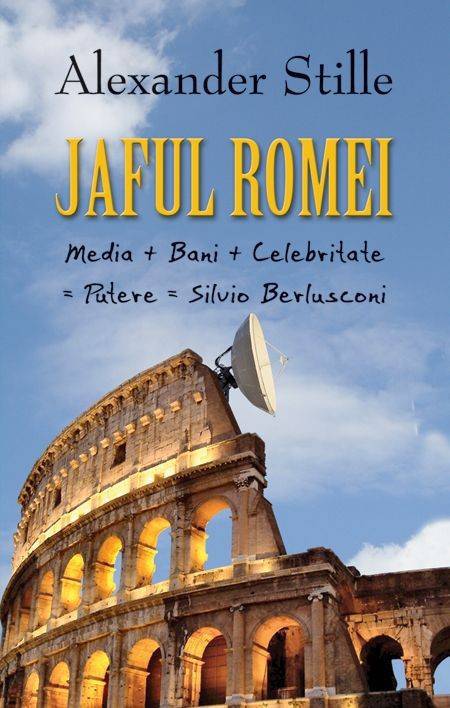 Alexander Stille
JAFUL ROMEI
Media + Bani + Celebritate
= Putere = Silvio Berlusconi